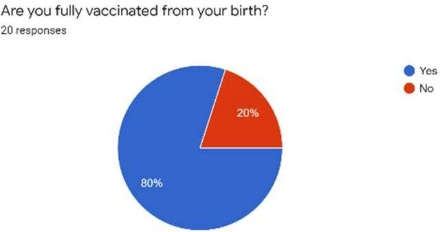 Are you fully vaccinated from your birth?
20 responses
Yes
No
20%
80%